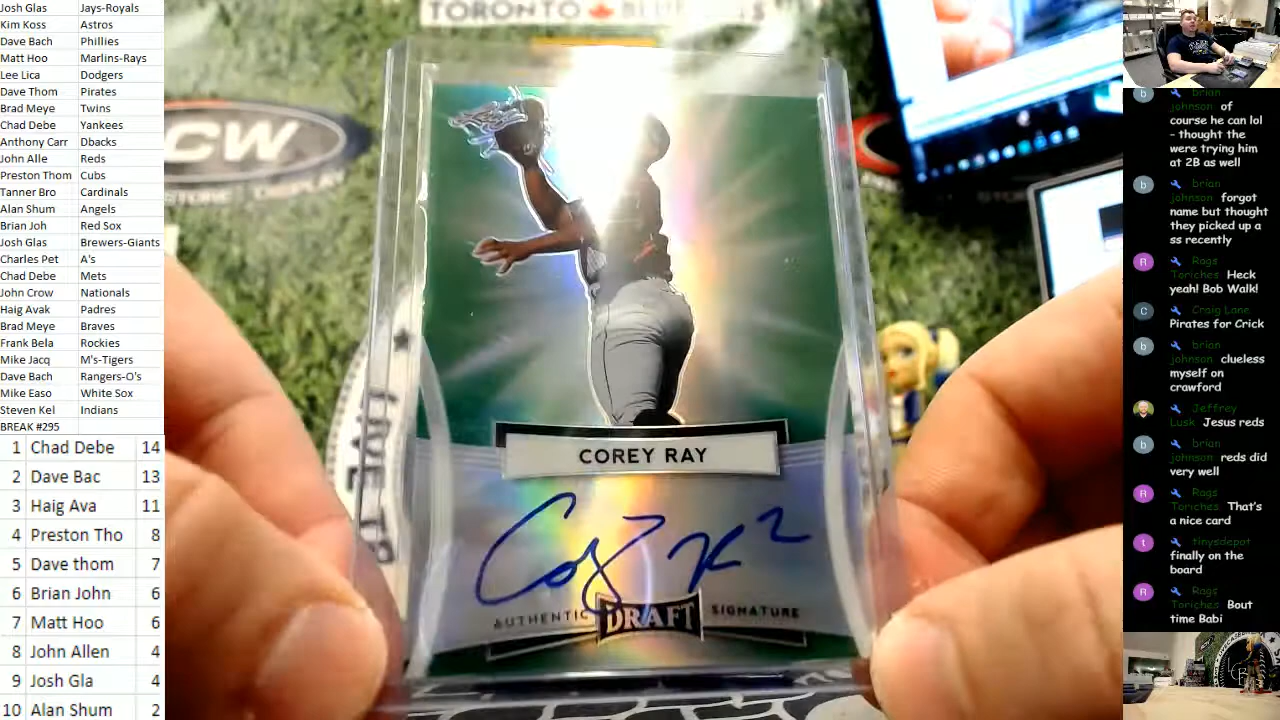 Josh Glas Jays-Royals
Kim Koss Astros
Dave Bach Phillies
Matt Hoo Marlins-Rays
Lee Lica Dodgers
Dave Thom Pirates
Brad Meye Twins
Chad Debe Yankees
Anthony Carr Dbacks
John Alle Reds
Preston Thom Cubs
Tanner Bro Cardinals
Alan Shum Angels
Brian Joh Red Sox
Josh Glas Brewers-Giants
Charles Pet A's
Chad Debe Mets
John Crow Nationals
Haig Avak Padres
Brad Meye Braves
Frank Bela Rockies
Mike Jacq M's-Tigers
Dave Bach Rangers-O's
Mike Easo White Sox
Steven Kel Indians
BREAK #295
1 Chad Debe 14
2 Dave Bac 13
3 Haig Ava 11
4 Preston Tho 8
5 Dave thom 7
6 Brian John 6
7 Matt Hoo 6
8 John Allen 4
9 Josh Gla 4
10 Alan Shum 2
TORONTO BLUE JAYS
CW
COREY RAY
AUTHENTIC DRAFT SIGNATURE
b brian
johnson of
course he can lol
- thought the
were trying him
at 2B as well
b brian
johnson forgot
name but thought
they picked up a
ss recently
R Rags
Toriches Heck
yeah! Bob Walk!
C Craig Lane
Pirates for Crick
b brian
johnson clueless
myself on
crawford
Jeffrey
Lusk Jesus reds
b brian
johnson reds did
very well
R Rags
Toriches That's
a nice card
t tinysdepot
finally on the
board
R Rags
Toriches Bout
time Babi